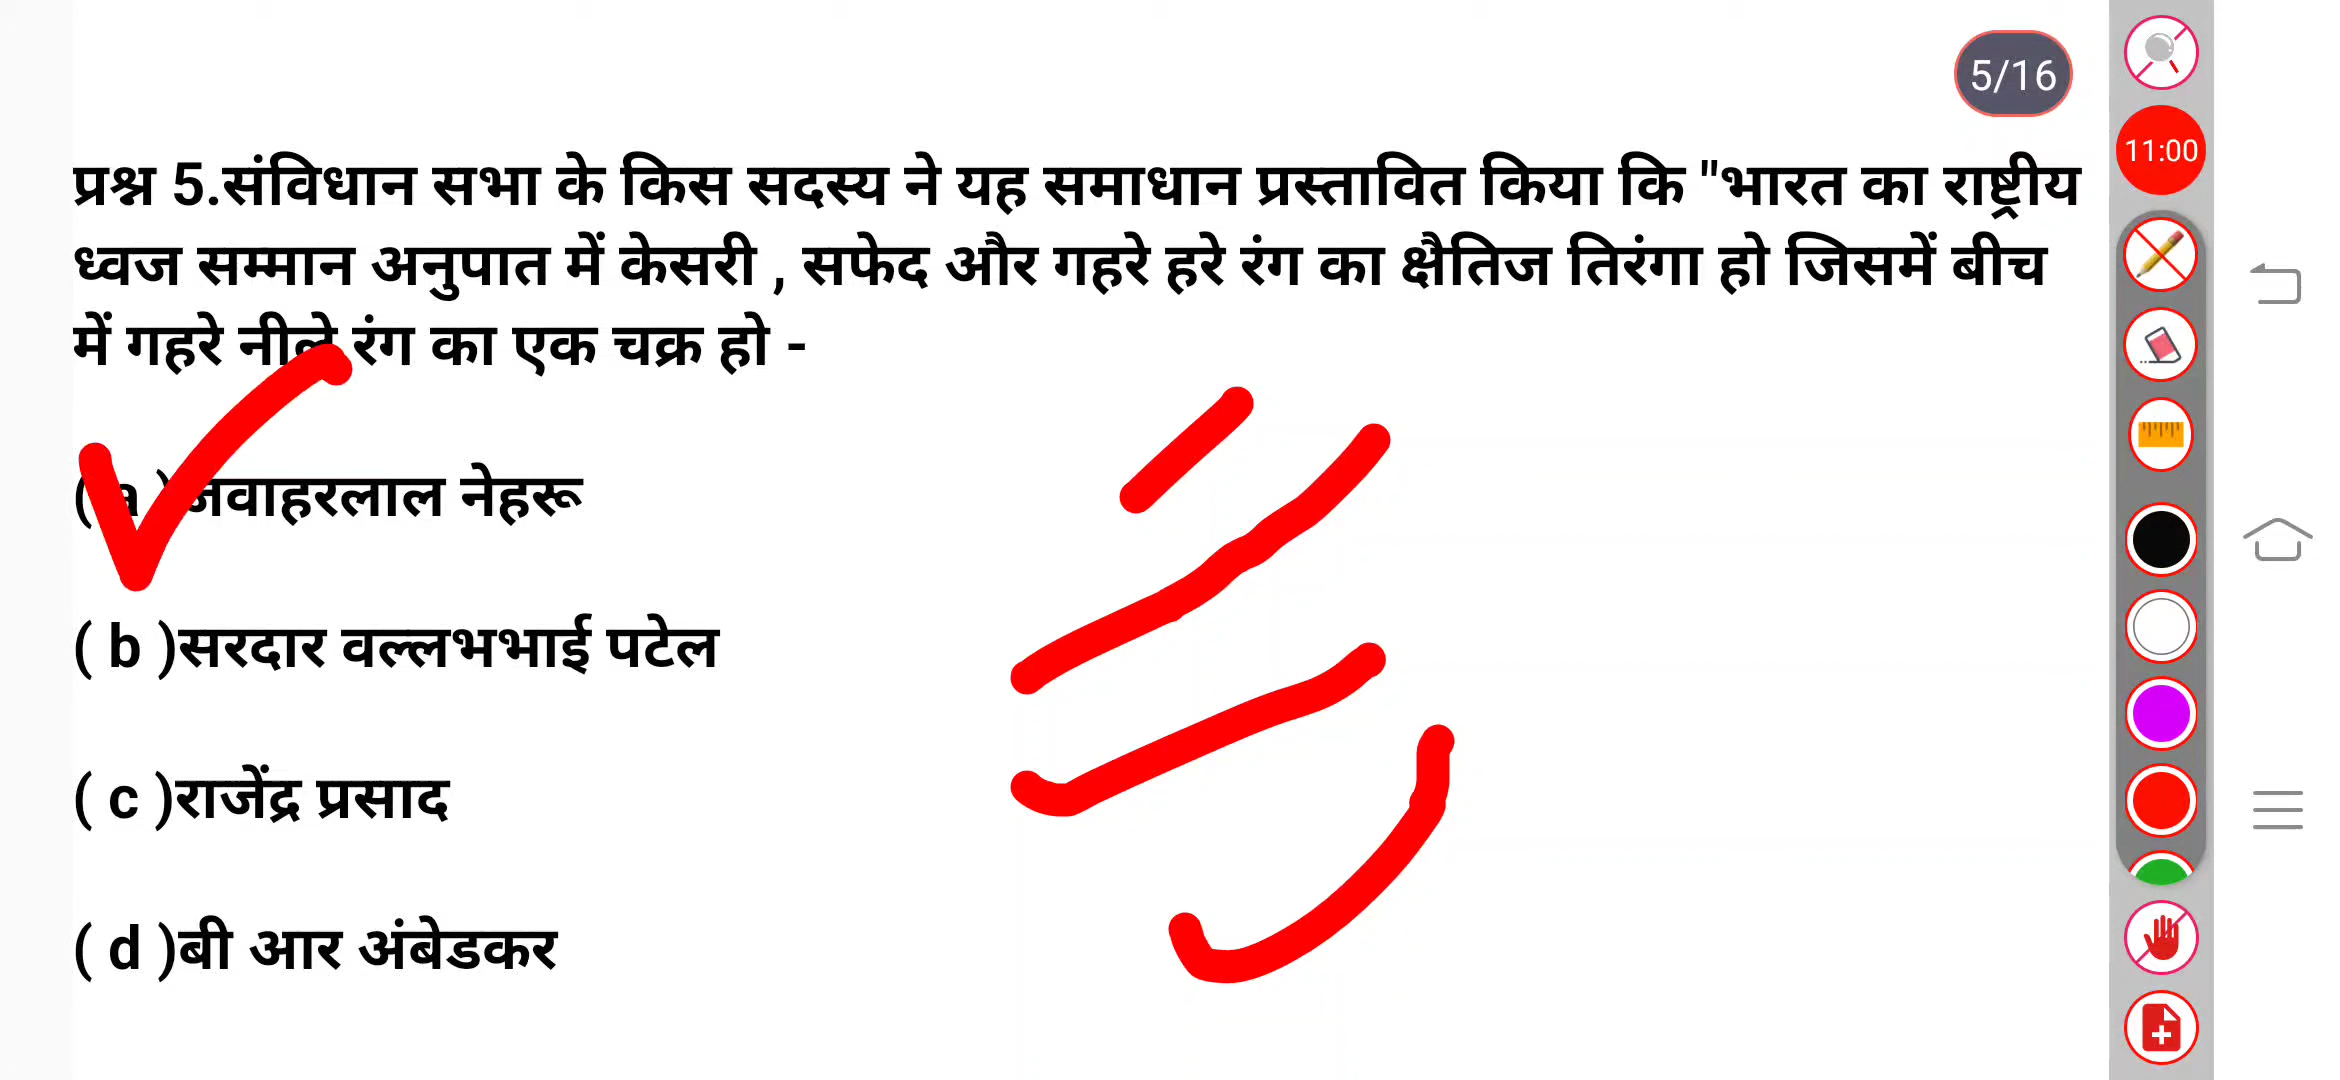 5/16
11:00
प्रश्न 5.संविधान सभा के किस सदस्य ने यह समाधान प्रस्तावित किया कि "भारत का राष्ट्रीय
ध्वज सम्मान अनुपात में केसरी , सफेद और गहरे हरे रंग का क्षैतिज तिरंगा हो जिसमें बीच
में गहरे नीले रंग का एक चक्र हो -
( a )जवाहरलाल नेहरू
( b )सरदार वल्लभभाई पटेल
( c )राजेंद्र प्रसाद
( d )बी आर अंबेडकर